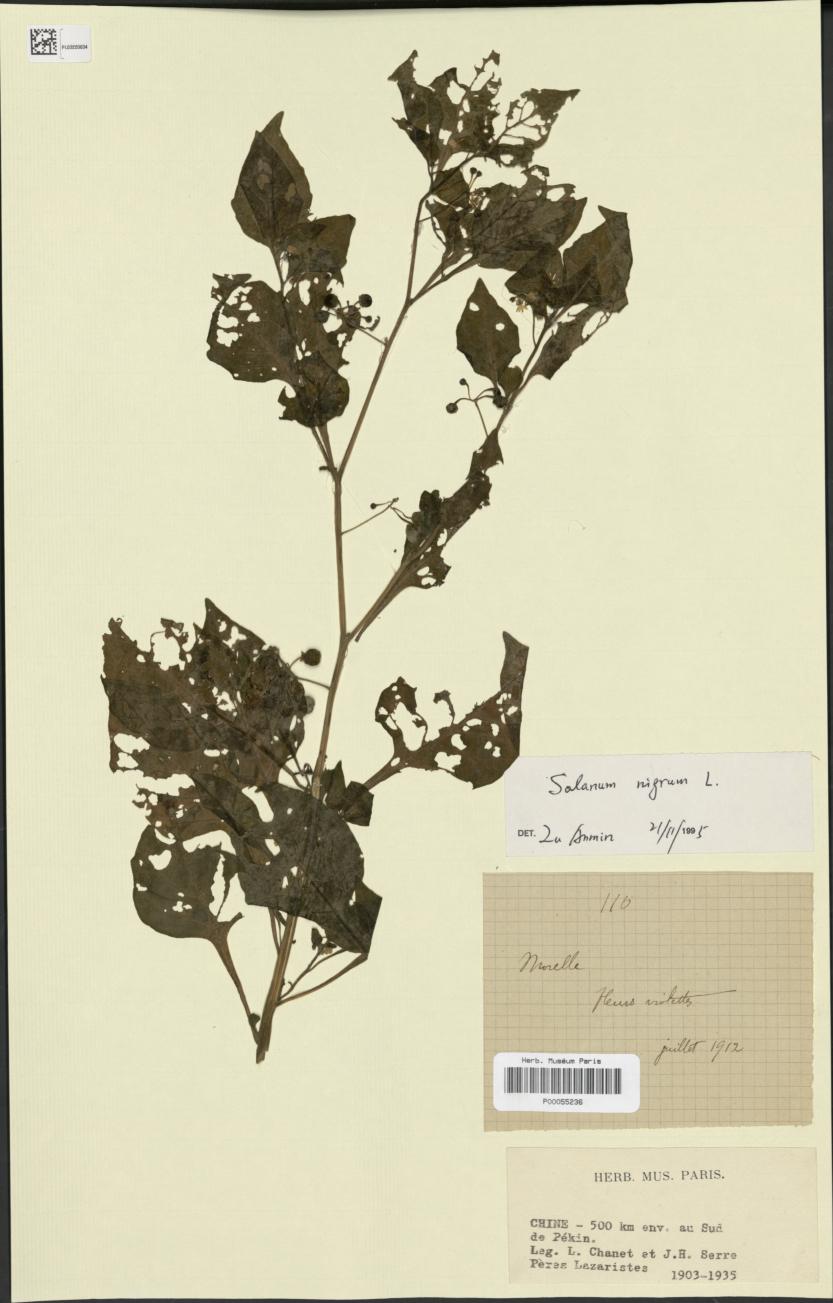 Solanum nigrum L.
DET. Lu Anmin 21/11/1995
110
Morelle
fleurs violettes
juillet 1912
Herb. Muséum Paris
P00055236
HERB. MUS. PARIS.
CHINE - 500 km env. au Sud
de Pékin.
Leg. L. Chanet et J.H. Serre
Pères Lazaristes 1903-1935